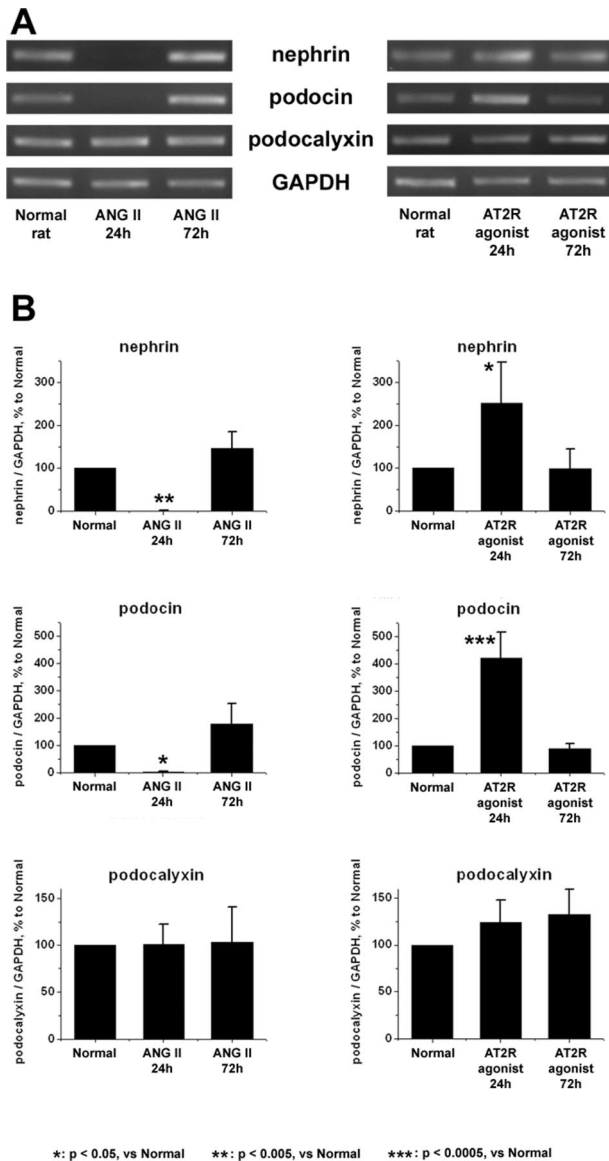 A
nephrin
podocin
podocalyxin
GAPDH
Normal rat
ANG II 24h
ANG II 72h
Normal rat
AT2R agonist 24h
AT2R agonist 72h
B
nephrin
nephrin / GAPDH, % to Normal
300
200
100
0
**
Normal
ANG II 24h
ANG II 72h
nephrin
nephrin / GAPDH, % to Normal
300
200
100
0
*
Normal
AT2R agonist 24h
AT2R agonist 72h
podocin
podocin / GAPDH, % to Normal
500
400
300
200
100
0
*
Normal
ANG II 24h
ANG II 72h
podocin
podocin / GAPDH, % to Normal
500
400
300
200
100
0
***
Normal
AT2R agonist 24h
AT2R agonist 72h
podocalyxin
podocalyxin / GAPDH, % to Normal
150
100
50
0
Normal
ANG II 24h
ANG II 72h
podocalyxin
podocalyxin / GAPDH, % to Normal
150
100
50
0
Normal
AT2R agonist 24h
AT2R agonist 72h
*: p < 0.05, vs Normal **: p < 0.005, vs Normal ***: p < 0.0005, vs Normal